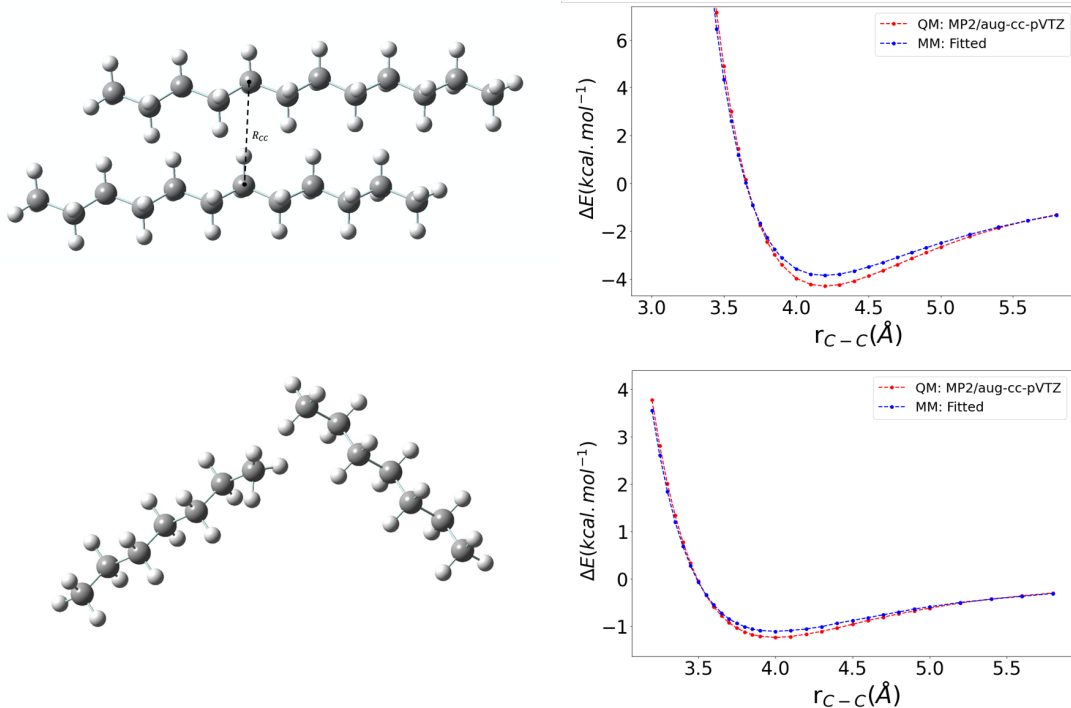 R_CC
6
4
2
0
−2
−4
ΔE(kcal.mol⁻¹)
QM: MP2/aug-cc-pVTZ
MM: Fitted
3.0 3.5 4.0 4.5 5.0 5.5
r_{C−C}(Å)
4
3
2
1
0
−1
ΔE(kcal.mol⁻¹)
QM: MP2/aug-cc-pVTZ
MM: Fitted
3.5 4.0 4.5 5.0 5.5
r_{C−C}(Å)